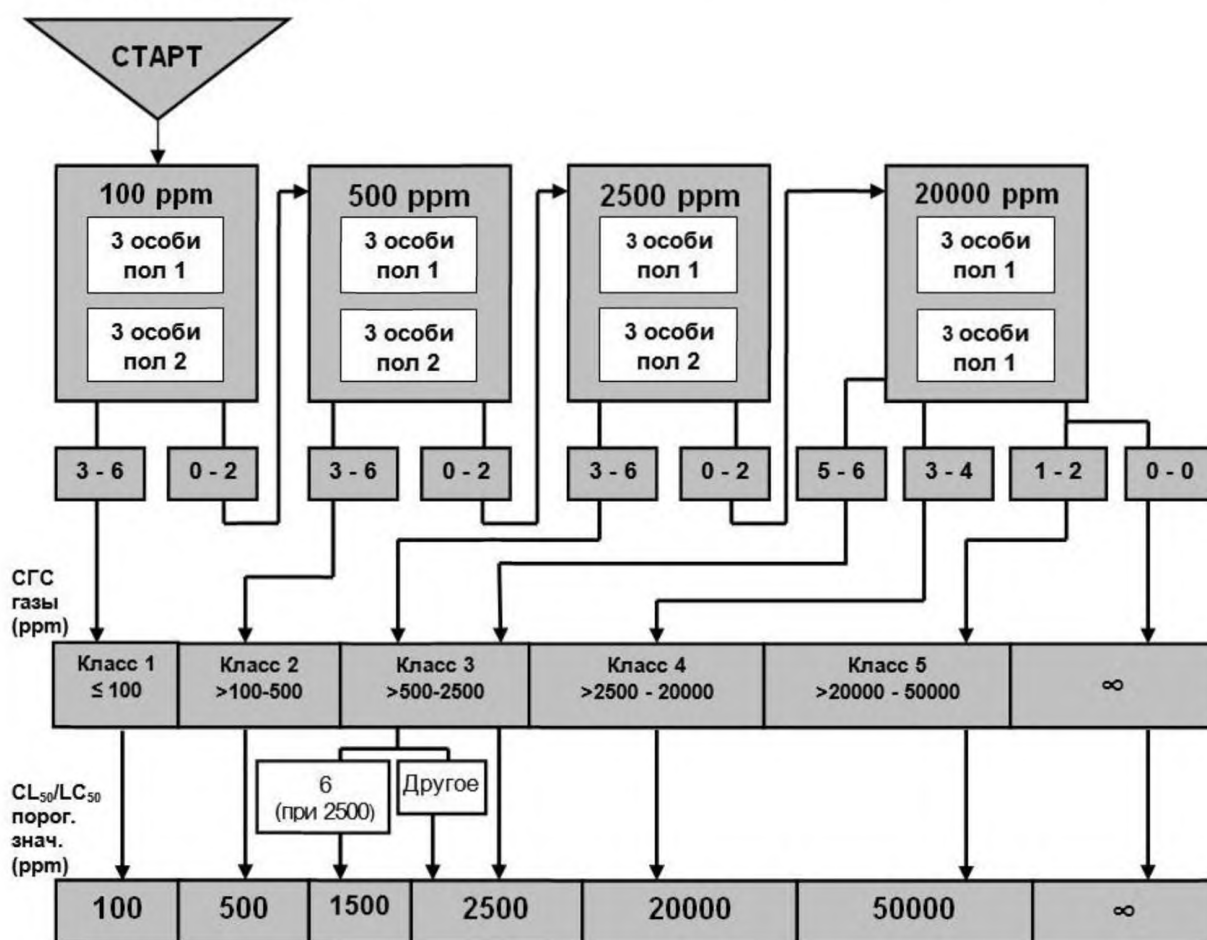 СТАРТ
100 ppm
3 особи
пол 1
3 особи
пол 2
500 ppm
3 особи
пол 1
3 особи
пол 2
2500 ppm
3 особи
пол 1
3 особи
пол 2
20000 ppm
3 особи
пол 1
3 особи
пол 1
3 - 6
0 - 2
3 - 6
0 - 2
3 - 6
0 - 2
5 - 6
3 - 4
1 - 2
0 - 0
СГС
газы
(ppm)
Класс 1
≤ 100
Класс 2
>100-500
Класс 3
>500-2500
Класс 4
>2500 - 20000
Класс 5
>20000 - 50000
∞
6
(при 2500)
Другое
CL50/LC50
порог.
знач.
(ppm)
100
500
1500
2500
20000
50000
∞